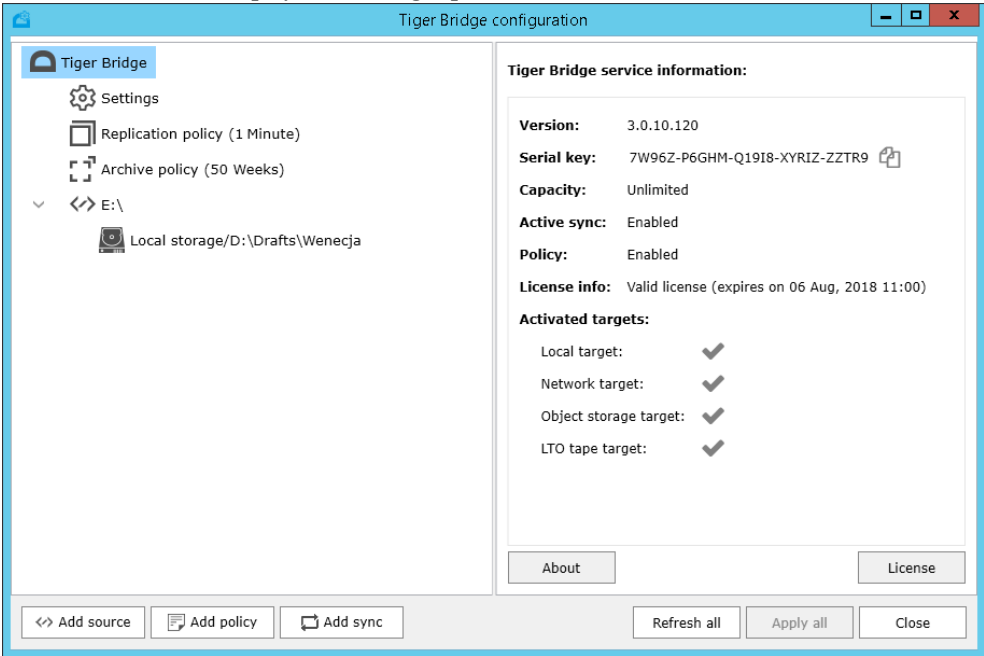 Tiger Bridge configuration
Tiger Bridge
Settings
Replication policy (1 Minute)
Archive policy (50 Weeks)
E:\
Local storage/D:\Drafts\Wenecja
Tiger Bridge service information:
Version: 3.0.10.120
Serial key: 7W96Z-P6GHM-Q19I8-XYRIZ-ZZTR9
Capacity: Unlimited
Active sync: Enabled
Policy: Enabled
License info: Valid license (expires on 06 Aug, 2018 11:00)
Activated targets:
Local target:
Network target:
Object storage target:
LTO tape target:
About License
Add source Add policy Add sync Refresh all Apply all Close